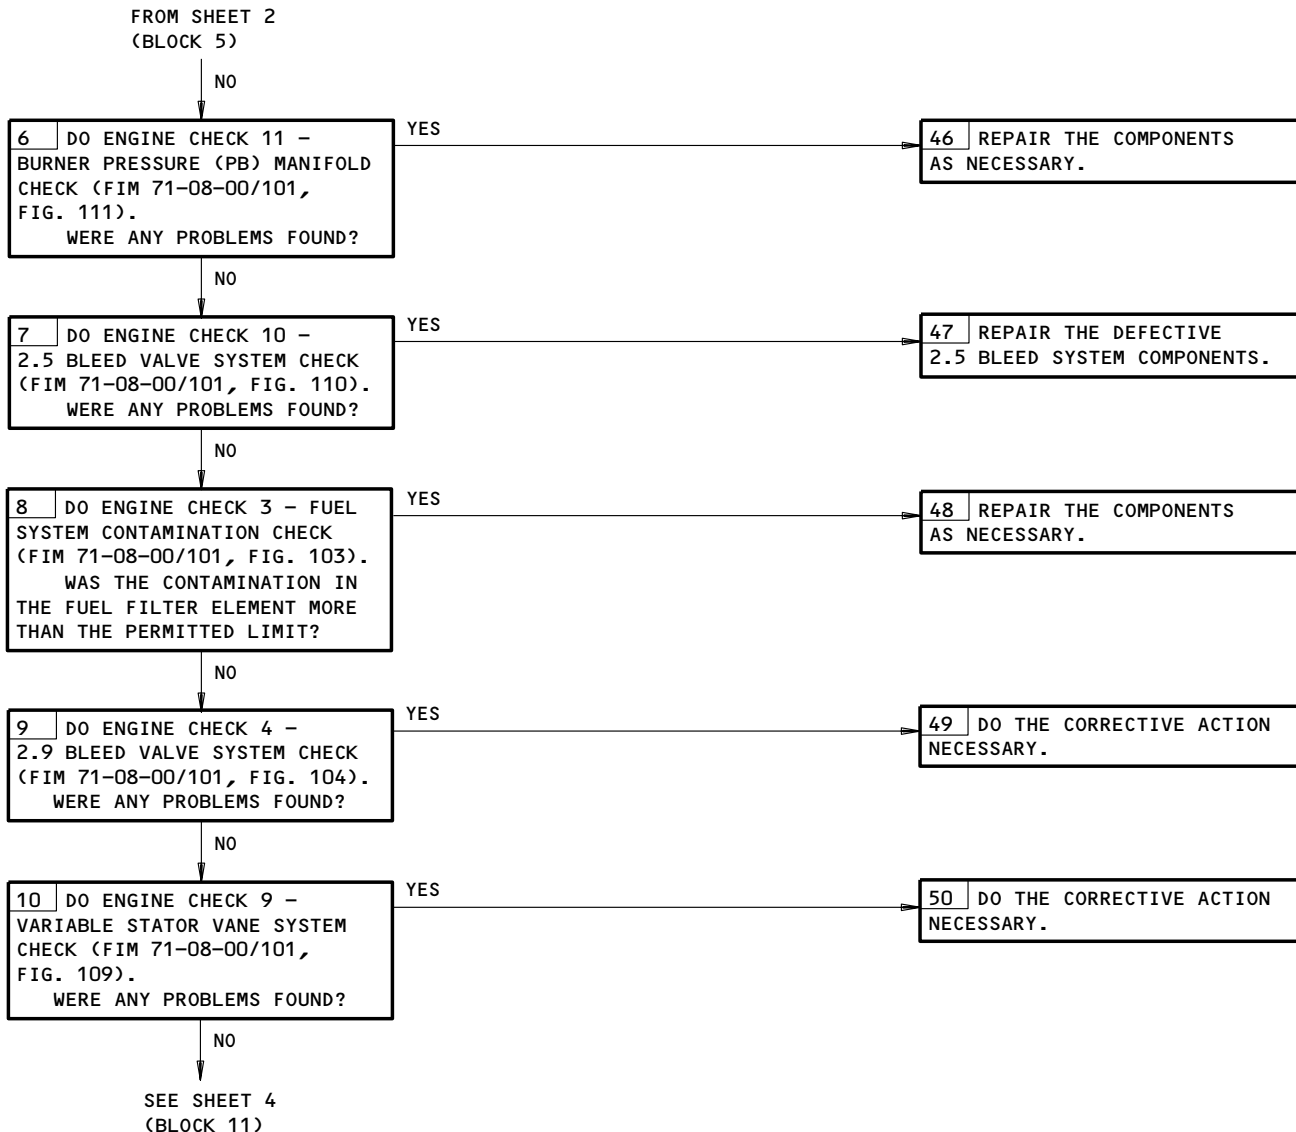 FROM SHEET 2
(BLOCK 5)
NO
6 DO ENGINE CHECK 11 –
BURNER PRESSURE (PB) MANIFOLD
CHECK (FIM 71–08–00/101,
FIG. 111).
WERE ANY PROBLEMS FOUND?
YES
46 REPAIR THE COMPONENTS
AS NECESSARY.
NO
7 DO ENGINE CHECK 10 –
2.5 BLEED VALVE SYSTEM CHECK
(FIM 71–08–00/101, FIG. 110).
WERE ANY PROBLEMS FOUND?
YES
47 REPAIR THE DEFECTIVE
2.5 BLEED SYSTEM COMPONENTS.
NO
8 DO ENGINE CHECK 3 – FUEL
SYSTEM CONTAMINATION CHECK
(FIM 71–08–00/101, FIG. 103).
WAS THE CONTAMINATION IN
THE FUEL FILTER ELEMENT MORE
THAN THE PERMITTED LIMIT?
YES
48 REPAIR THE COMPONENTS
AS NECESSARY.
NO
9 DO ENGINE CHECK 4 –
2.9 BLEED VALVE SYSTEM CHECK
(FIM 71–08–00/101, FIG. 104).
WERE ANY PROBLEMS FOUND?
YES
49 DO THE CORRECTIVE ACTION
NECESSARY.
NO
10 DO ENGINE CHECK 9 –
VARIABLE STATOR VANE SYSTEM
CHECK (FIM 71–08–00/101,
FIG. 109).
WERE ANY PROBLEMS FOUND?
YES
50 DO THE CORRECTIVE ACTION
NECESSARY.
NO
SEE SHEET 4
(BLOCK 11)